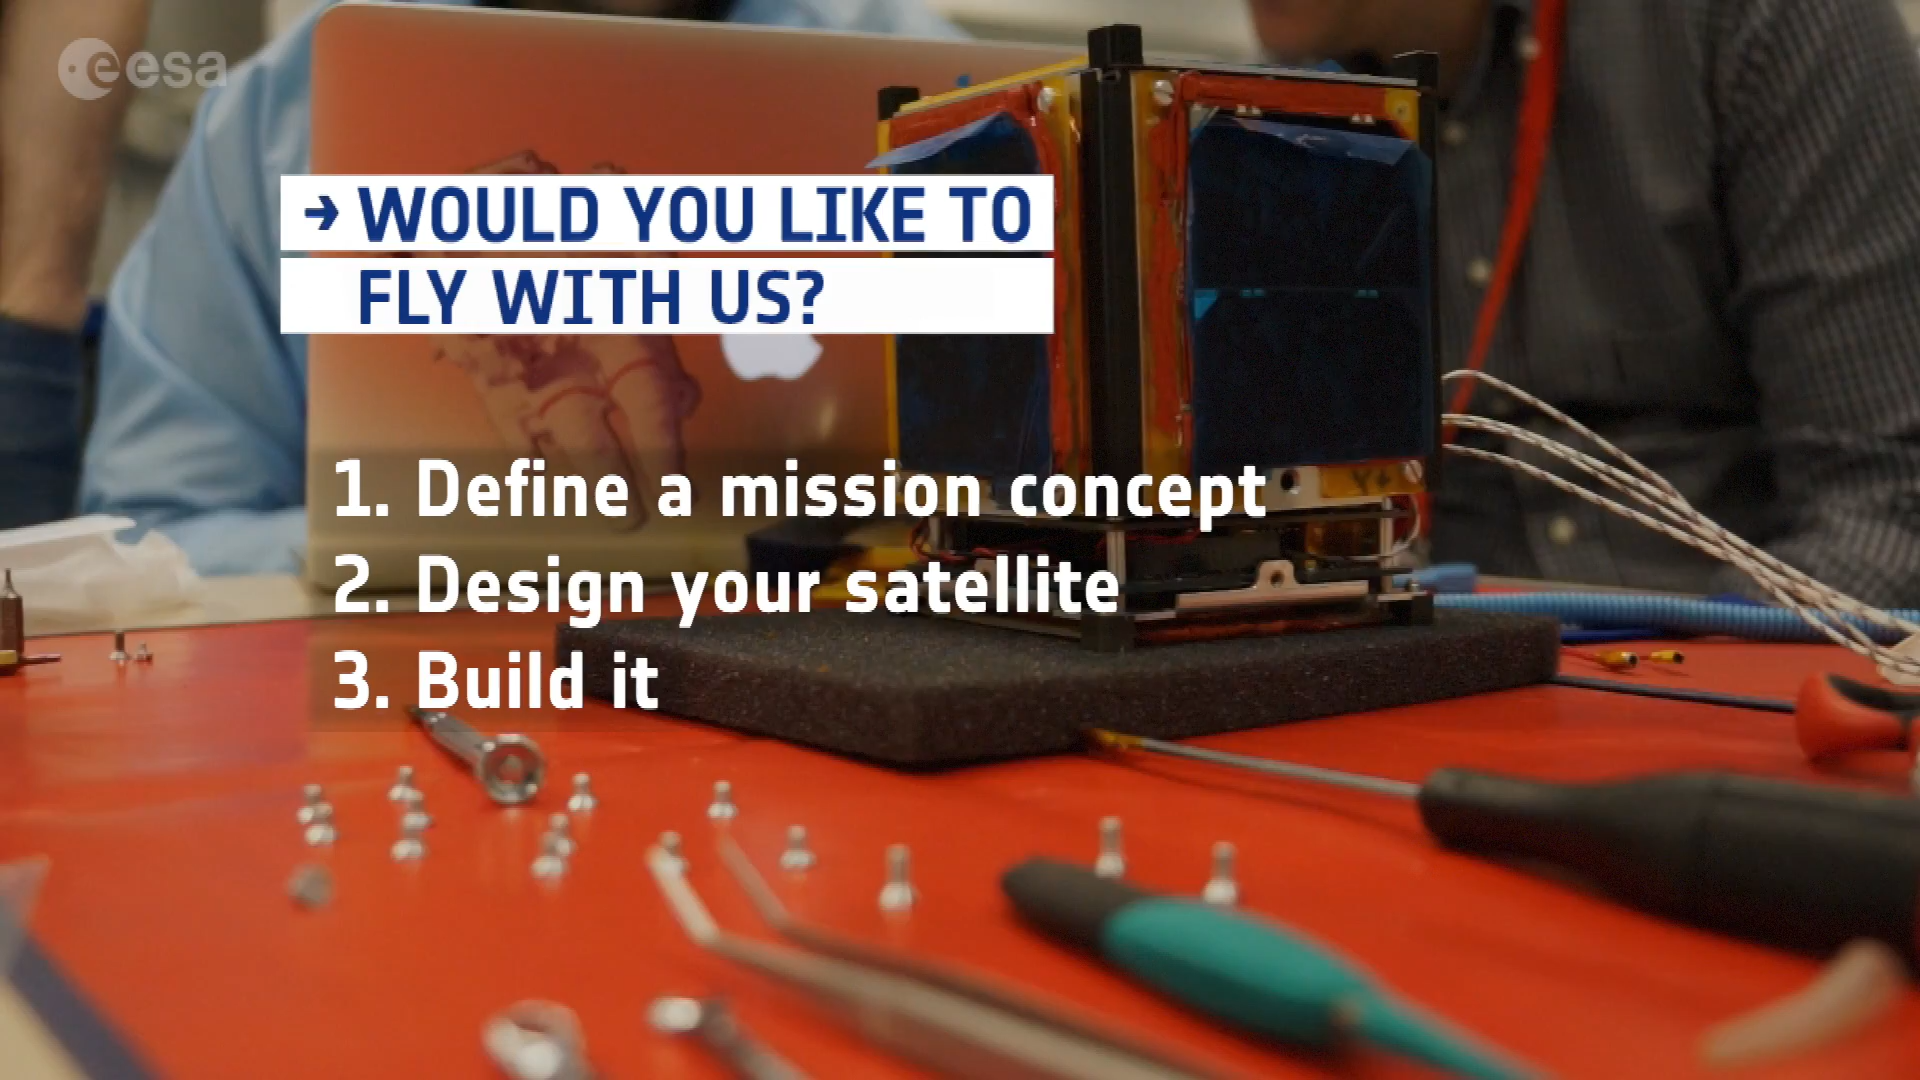 esa
→ WOULD YOU LIKE TO
FLY WITH US?
1. Define a mission concept
2. Design your satellite
3. Build it